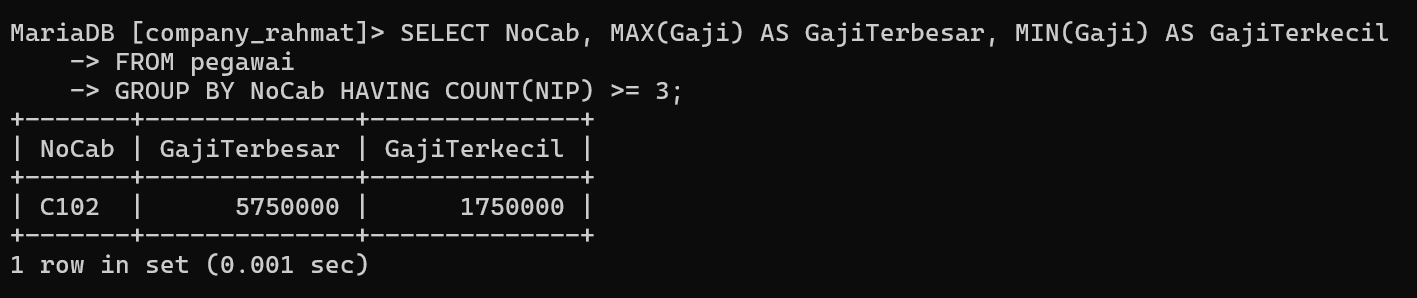 MariaDB [company_rahmat]> SELECT NoCab, MAX(Gaji) AS GajiTerbesar, MIN(Gaji) AS GajiTerkecil
    -> FROM pegawai
    -> GROUP BY NoCab HAVING COUNT(NIP) >= 3;
+-------+--------------+--------------+
| NoCab | GajiTerbesar | GajiTerkecil |
+-------+--------------+--------------+
| C102  |      5750000 |      1750000 |
+-------+--------------+--------------+
1 row in set (0.001 sec)